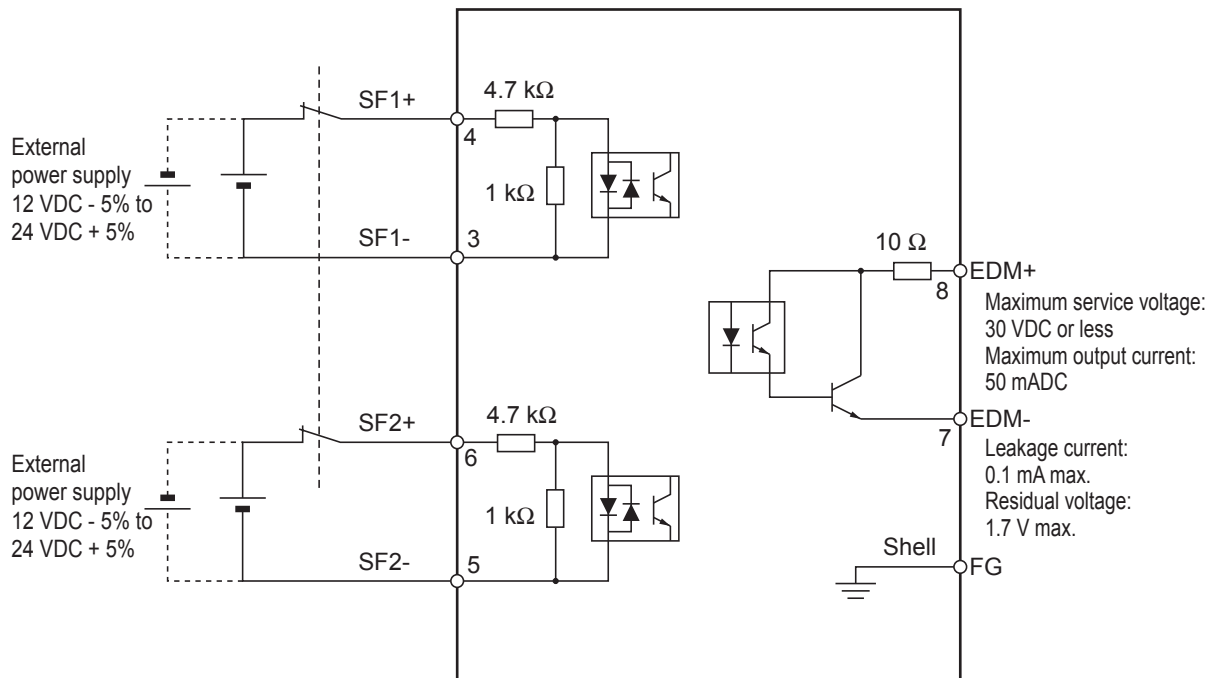 4.7 kΩ
SF1+
4
External
power supply
12 VDC - 5% to
24 VDC + 5%
1 kΩ
SF1-
3
10 Ω
EDM+
8
Maximum service voltage:
30 VDC or less
Maximum output current:
50 mADC
4.7 kΩ
SF2+
6
EDM-
7
Leakage current:
0.1 mA max.
Residual voltage:
1.7 V max.
External
power supply
12 VDC - 5% to
24 VDC + 5%
1 kΩ
SF2-
5
Shell
FG